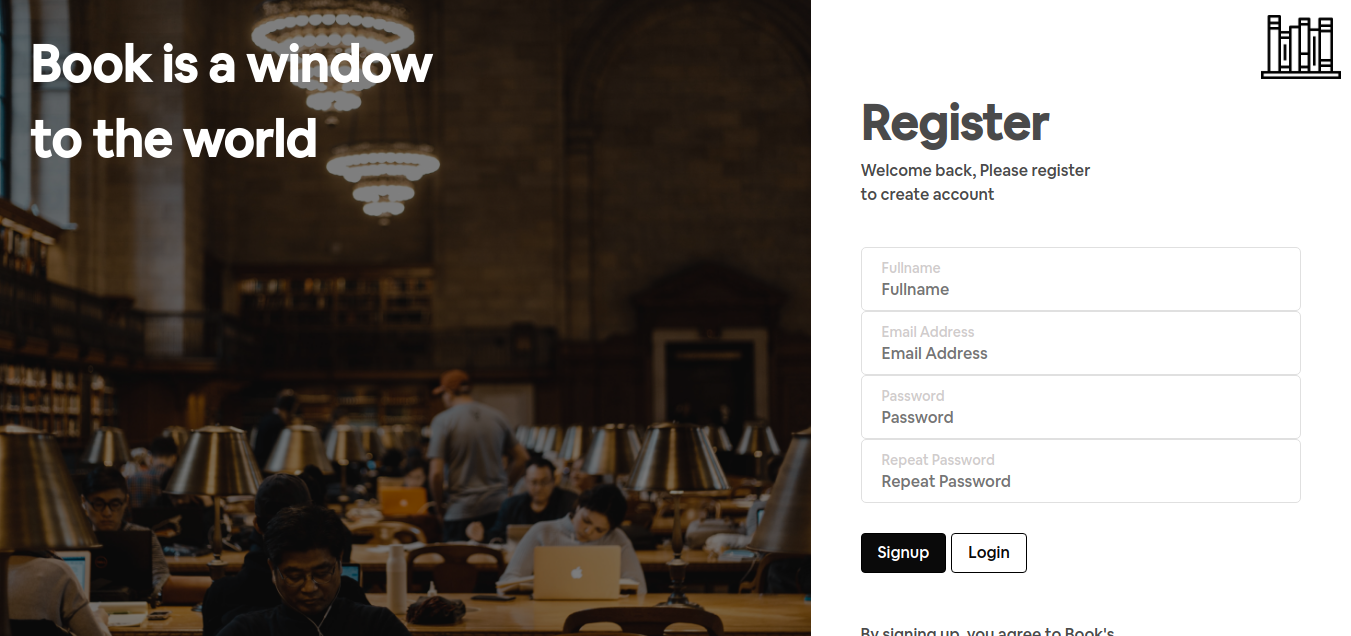 Book is a window
to the world
Register
Welcome back, Please register
to create account
Fullname
Fullname
Email Address
Email Address
Password
Password
Repeat Password
Repeat Password
Signup
Login
By signing up, you agree to Book's